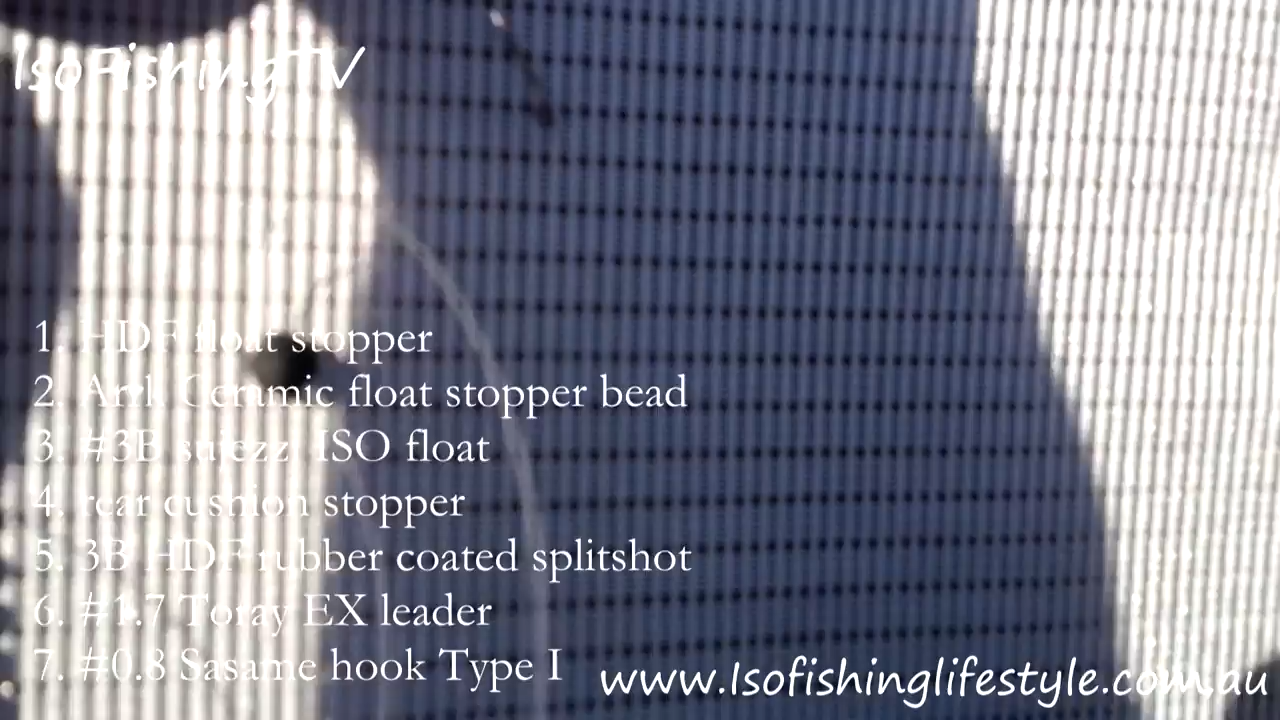 IsoFishingTV
1. HDF float stopper
2. Ceramic float stopper bead
3. #3B ISO float
4. rear cushion stopper
5. 3B HDF rubber coated splitshot
6. #1.7 Toray EX leader
7. #0.8 Sasame hook Type I
www.Isofishinglifestyle.com.au